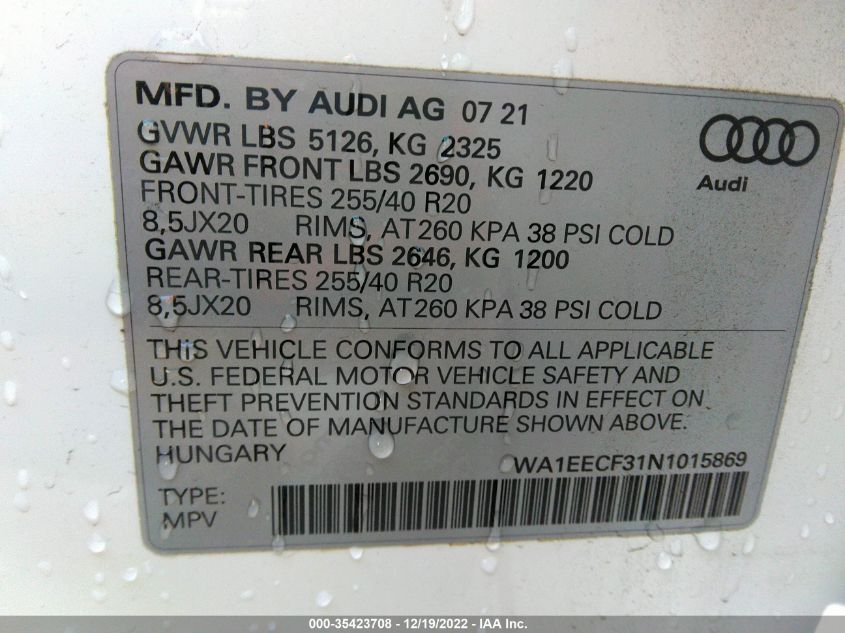 MFD. BY AUDI AG 07 21
GVWR LBS 5126, KG 2325
GAWR FRONT LBS 2690, KG 1220
FRONT-TIRES 255/40 R20
8,5JX20 RIMS, AT 260 KPA 38 PSI COLD
GAWR REAR LBS 2646, KG 1200
REAR-TIRES 255/40 R20
8,5JX20 RIMS, AT 260 KPA 38 PSI COLD
Audi
THIS VEHICLE CONFORMS TO ALL APPLICABLE
U.S. FEDERAL MOTOR VEHICLE SAFETY AND
THEFT PREVENTION STANDARDS IN EFFECT ON
THE DATE OF MANUFACTURE SHOWN ABOVE.
HUNGARY
WA1EECF31N1015869
TYPE:
MPV
000-35423708 - 12/19/2022 - IAA Inc.